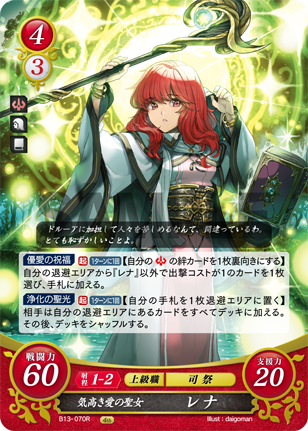 4
3
ドルーアに加担して人々を苦しめるなんて、間違っているわ。
とても恥ずかしいことよ。
優愛の祝福 起 1ターンに1回 【自分の の絆カードを1枚裏向きにする】
自分の退避エリアから『レナ』以外で出撃コストが1のカードを1枚
選び、手札に加える。
浄化の聖光 起 1ターンに1回 【自分の手札を1枚退避エリアに置く】
相手は自分の退避エリアにあるカードをすべてデッキに加える。
その後、デッキをシャッフルする。
戦闘力
60
射程 1-2 上級職 司祭
支援力
20
気高き愛の聖女 レナ
B13-070R Illust:daigoman